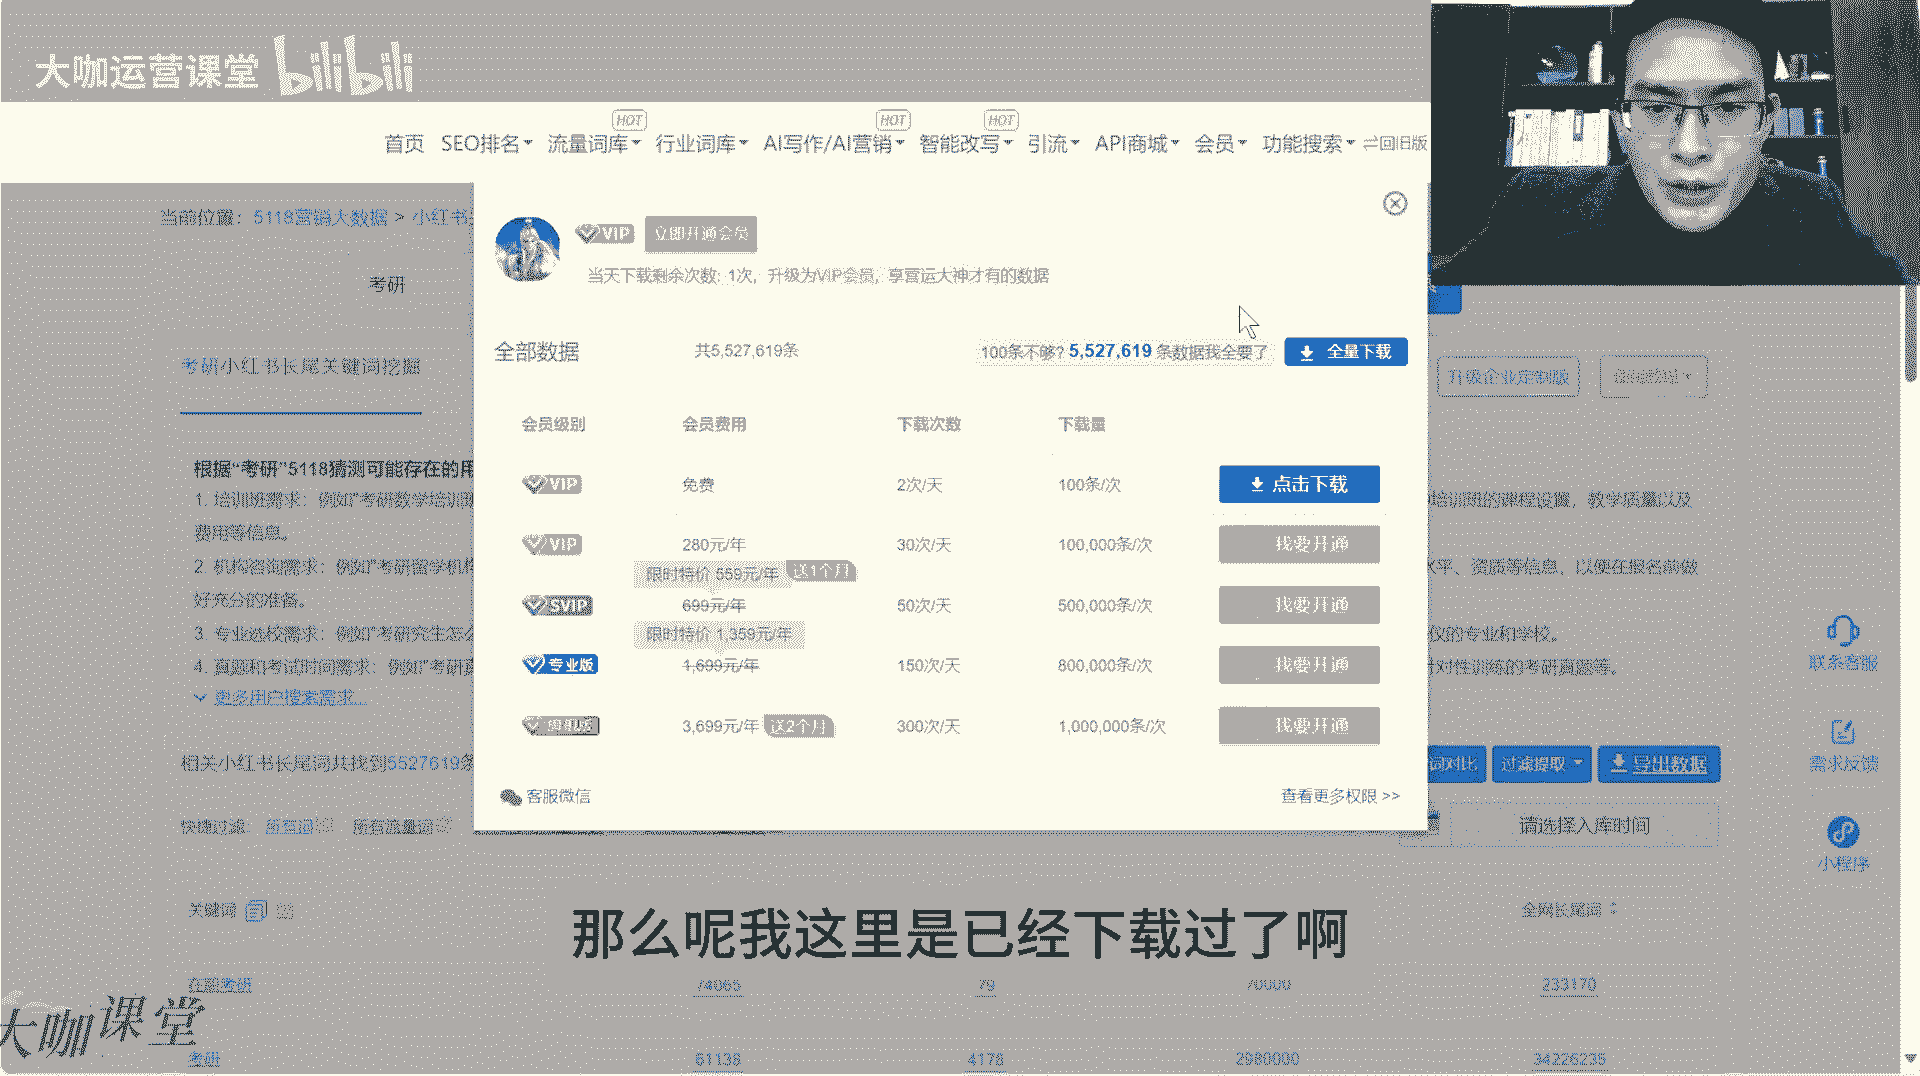 大咖运营课堂 bilibili
HOT HOT HOT
首页 SEO排名 流量词库 行业词库 AI写作/AI营销 智能改写 引流 API商城 会员 功能搜索 回旧版
当前位置：5118营销大数据 > 小红书
VIP 立即开通会员
当天下载剩余次数: 1次，升级为VIP会员，享营运大神才有的数据
考研
全部数据 共5,527,619条 100条不够? 5,527,619 条数据我全要了 全量下载
考研小红书长尾关键词挖掘
升级企业定制版
会员级别 会员费用 下载次数 下载量
根据“考研”5118猜测可能存在的用
VIP 免费 2次/天 100条/次 点击下载
1. 培训班需求：例如“考研数学培训班
培训班的课程设置，教学质量以及
费用等信息。
VIP 280元/年 30次/天 100,000条/次 我要开通
2. 机构咨询需求：例如“考研留学机构
水平、资质等信息，以便在报名前做
好充分的准备。
限时特价 559元/年 送1个月
SVIP 699元/年 50次/天 500,000条/次 我要开通
3. 专业选校需求：例如“考研究生怎么
仪的专业和学校。
限时特价 1,359元/年
专业版 1,699元/年 150次/天 800,000条/次 我要开通
4. 真题和考试时间需求：例如“考研真
对性训练的考研真题等。
更多用户搜索需求...
3,699元/年 送2个月 300次/天 1,000,000条/次 我要开通
联系客服
相关小红书长尾词共找到5527619条
词对比 过滤提取 导出数据
需求反馈
客服微信 查看更多权限 >>
快捷过滤: 所有词 所有流量词
请选择入库时间
小程序
关键词 全网长尾词
那么呢我这里是已经下载过了啊
在职考研 74065 79 70000 233170
大咖课堂
考研 61138 4178 2980000 34226235